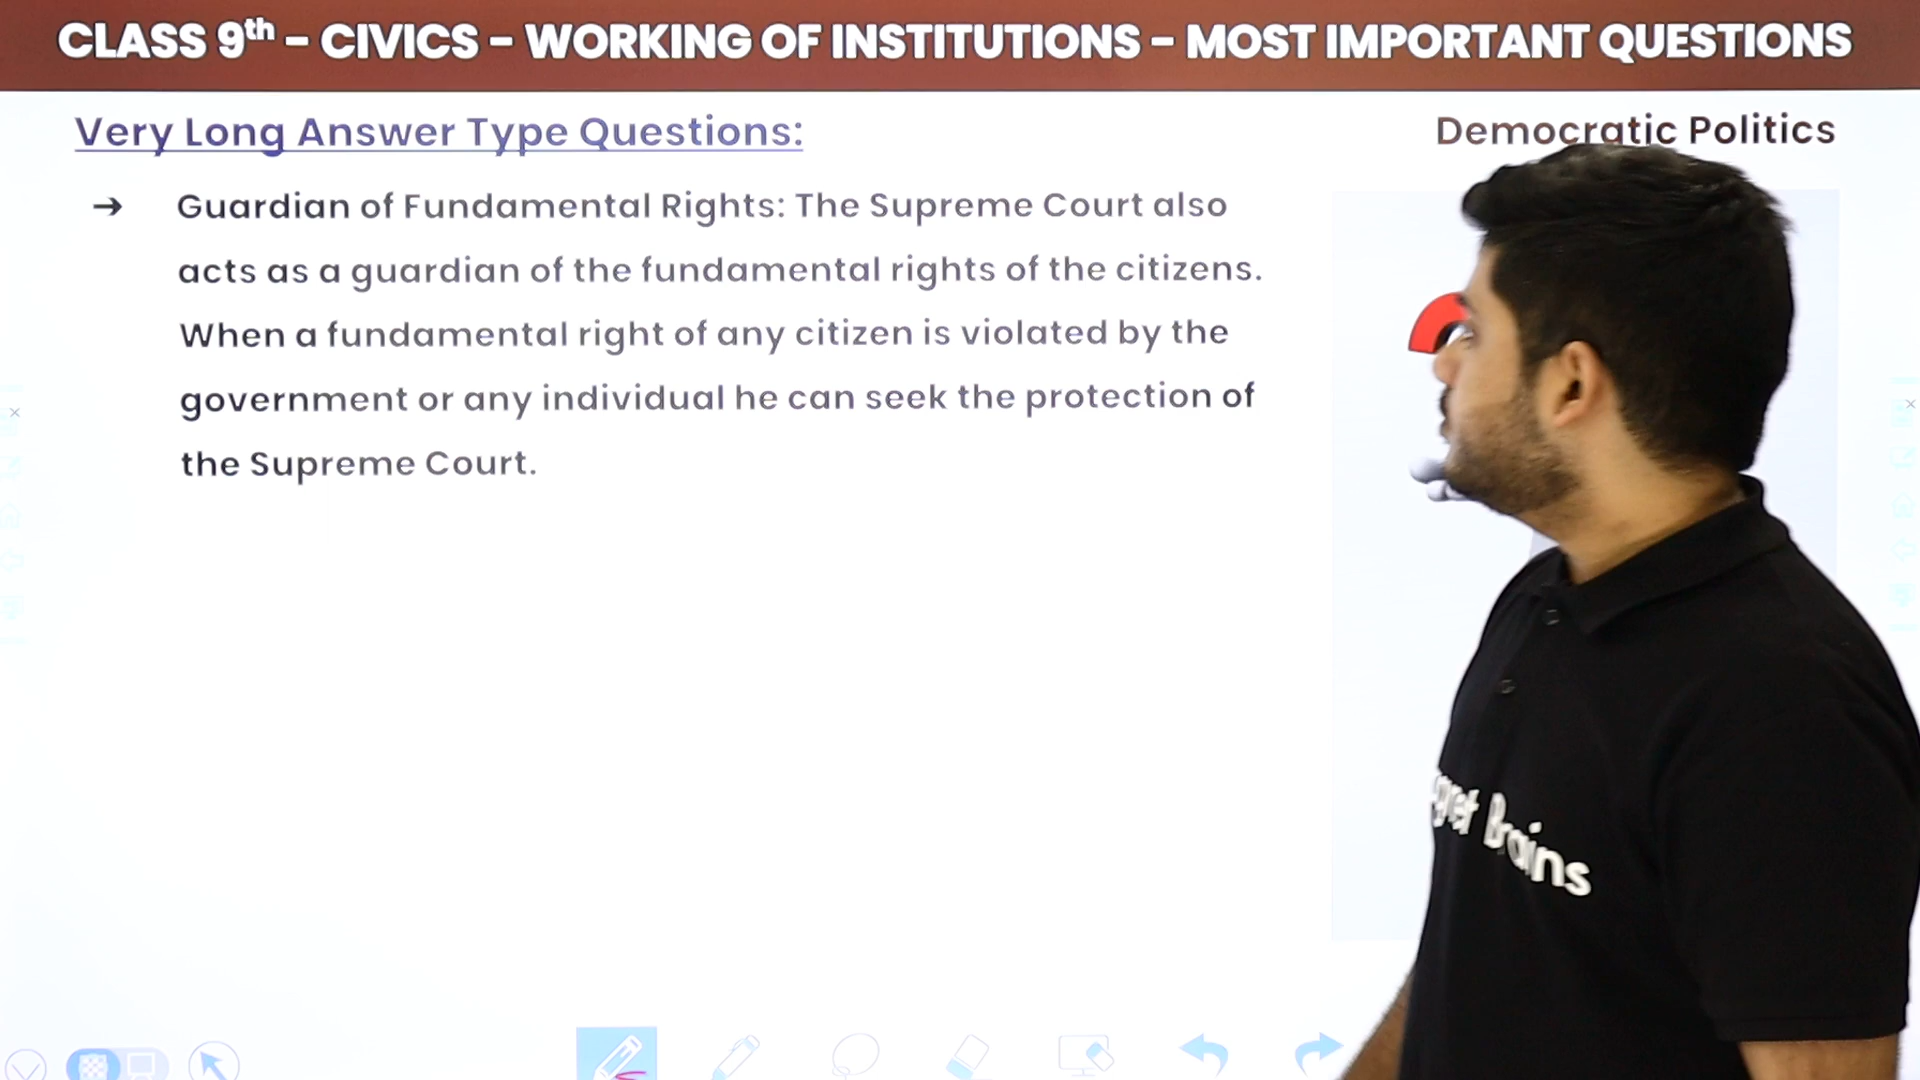 CLASS 9th - CIVICS - WORKING OF INSTITUTIONS - MOST IMPORTANT QUESTIONS
Very Long Answer Type Questions:
Democratic Politics
→ Guardian of Fundamental Rights: The Supreme Court also
acts as a guardian of the fundamental rights of the citizens.
When a fundamental right of any citizen is violated by the
government or any individual he can seek the protection of
the Supreme Court.
Brains